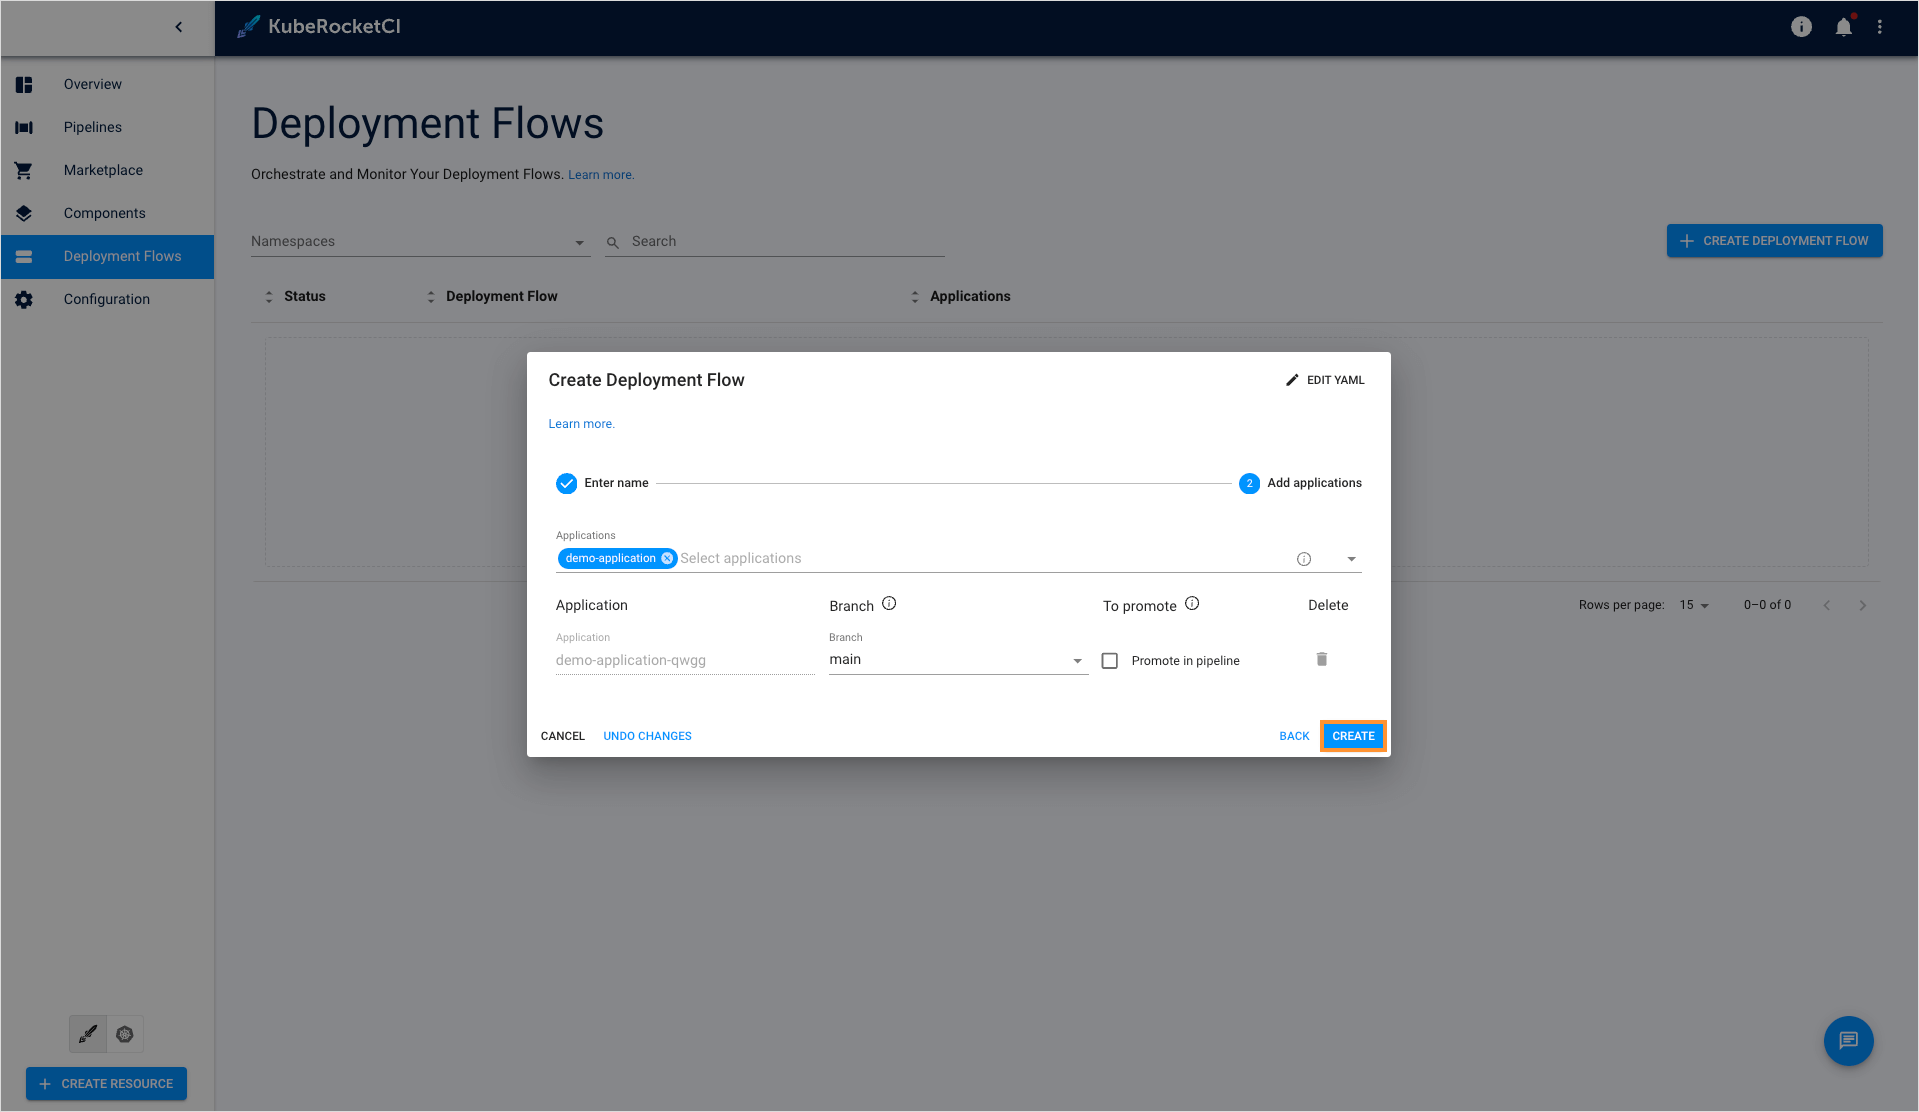 KubeRocketCI
Overview
Pipelines
Marketplace
Components
Deployment Flows
Configuration
Deployment Flows
Orchestrate and Monitor Your Deployment Flows. Learn more.
Namespaces
Search
CREATE DEPLOYMENT FLOW
Status Deployment Flow Applications
Create Deployment Flow
EDIT YAML
Learn more.
Enter name
2 Add applications
Applications
demo-application Select applications
Application Branch To promote Delete
Application Branch
demo-application-qwgg main Promote in pipeline
CANCEL UNDO CHANGES BACK CREATE
Rows per page: 15 0–0 of 0
CREATE RESOURCE